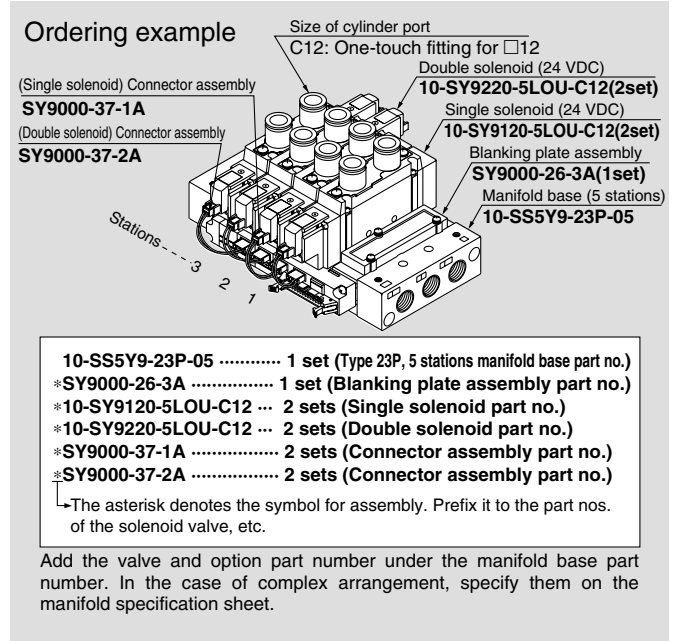 Ordering example
Size of cylinder port
C12: One-touch fitting for □12
Double solenoid (24 VDC)
10-SY9220-5LOU-C12(2set)
Single solenoid (24 VDC)
10-SY9120-5LOU-C12(2set)
Blanking plate assembly
SY9000-26-3A(1set)
Manifold base (5 stations)
10-SS5Y9-23P-05
(Single solenoid) Connector assembly
SY9000-37-1A
(Double solenoid) Connector assembly
SY9000-37-2A
Stations - - - 3 2 1
10-SS5Y9-23P-05 ············ 1 set (Type 23P, 5 stations manifold base part no.)
∗SY9000-26-3A ················· 1 set (Blanking plate assembly part no.)
∗10-SY9120-5LOU-C12 ··· 2 sets (Single solenoid part no.)
∗10-SY9220-5LOU-C12 ··· 2 sets (Double solenoid part no.)
∗SY9000-37-1A ················· 2 sets (Connector assembly part no.)
∗SY9000-37-2A ················· 2 sets (Connector assembly part no.)
The asterisk denotes the symbol for assembly. Prefix it to the part nos.
of the solenoid valve, etc.
Add the valve and option part number under the manifold base part
number. In the case of complex arrangement, specify them on the
manifold specification sheet.